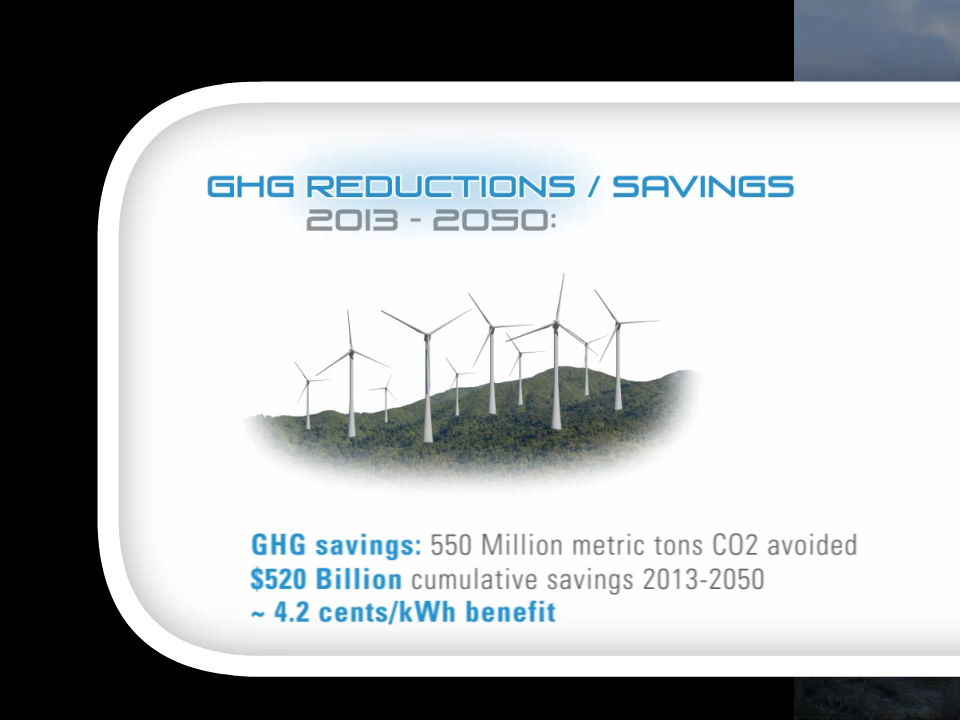 GHG REDUCTIONS / SAVINGS
2013 - 2050:
GHG savings: 550 Million metric tons CO2 avoided
$520 Billion cumulative savings 2013-2050
~ 4.2 cents/kWh benefit